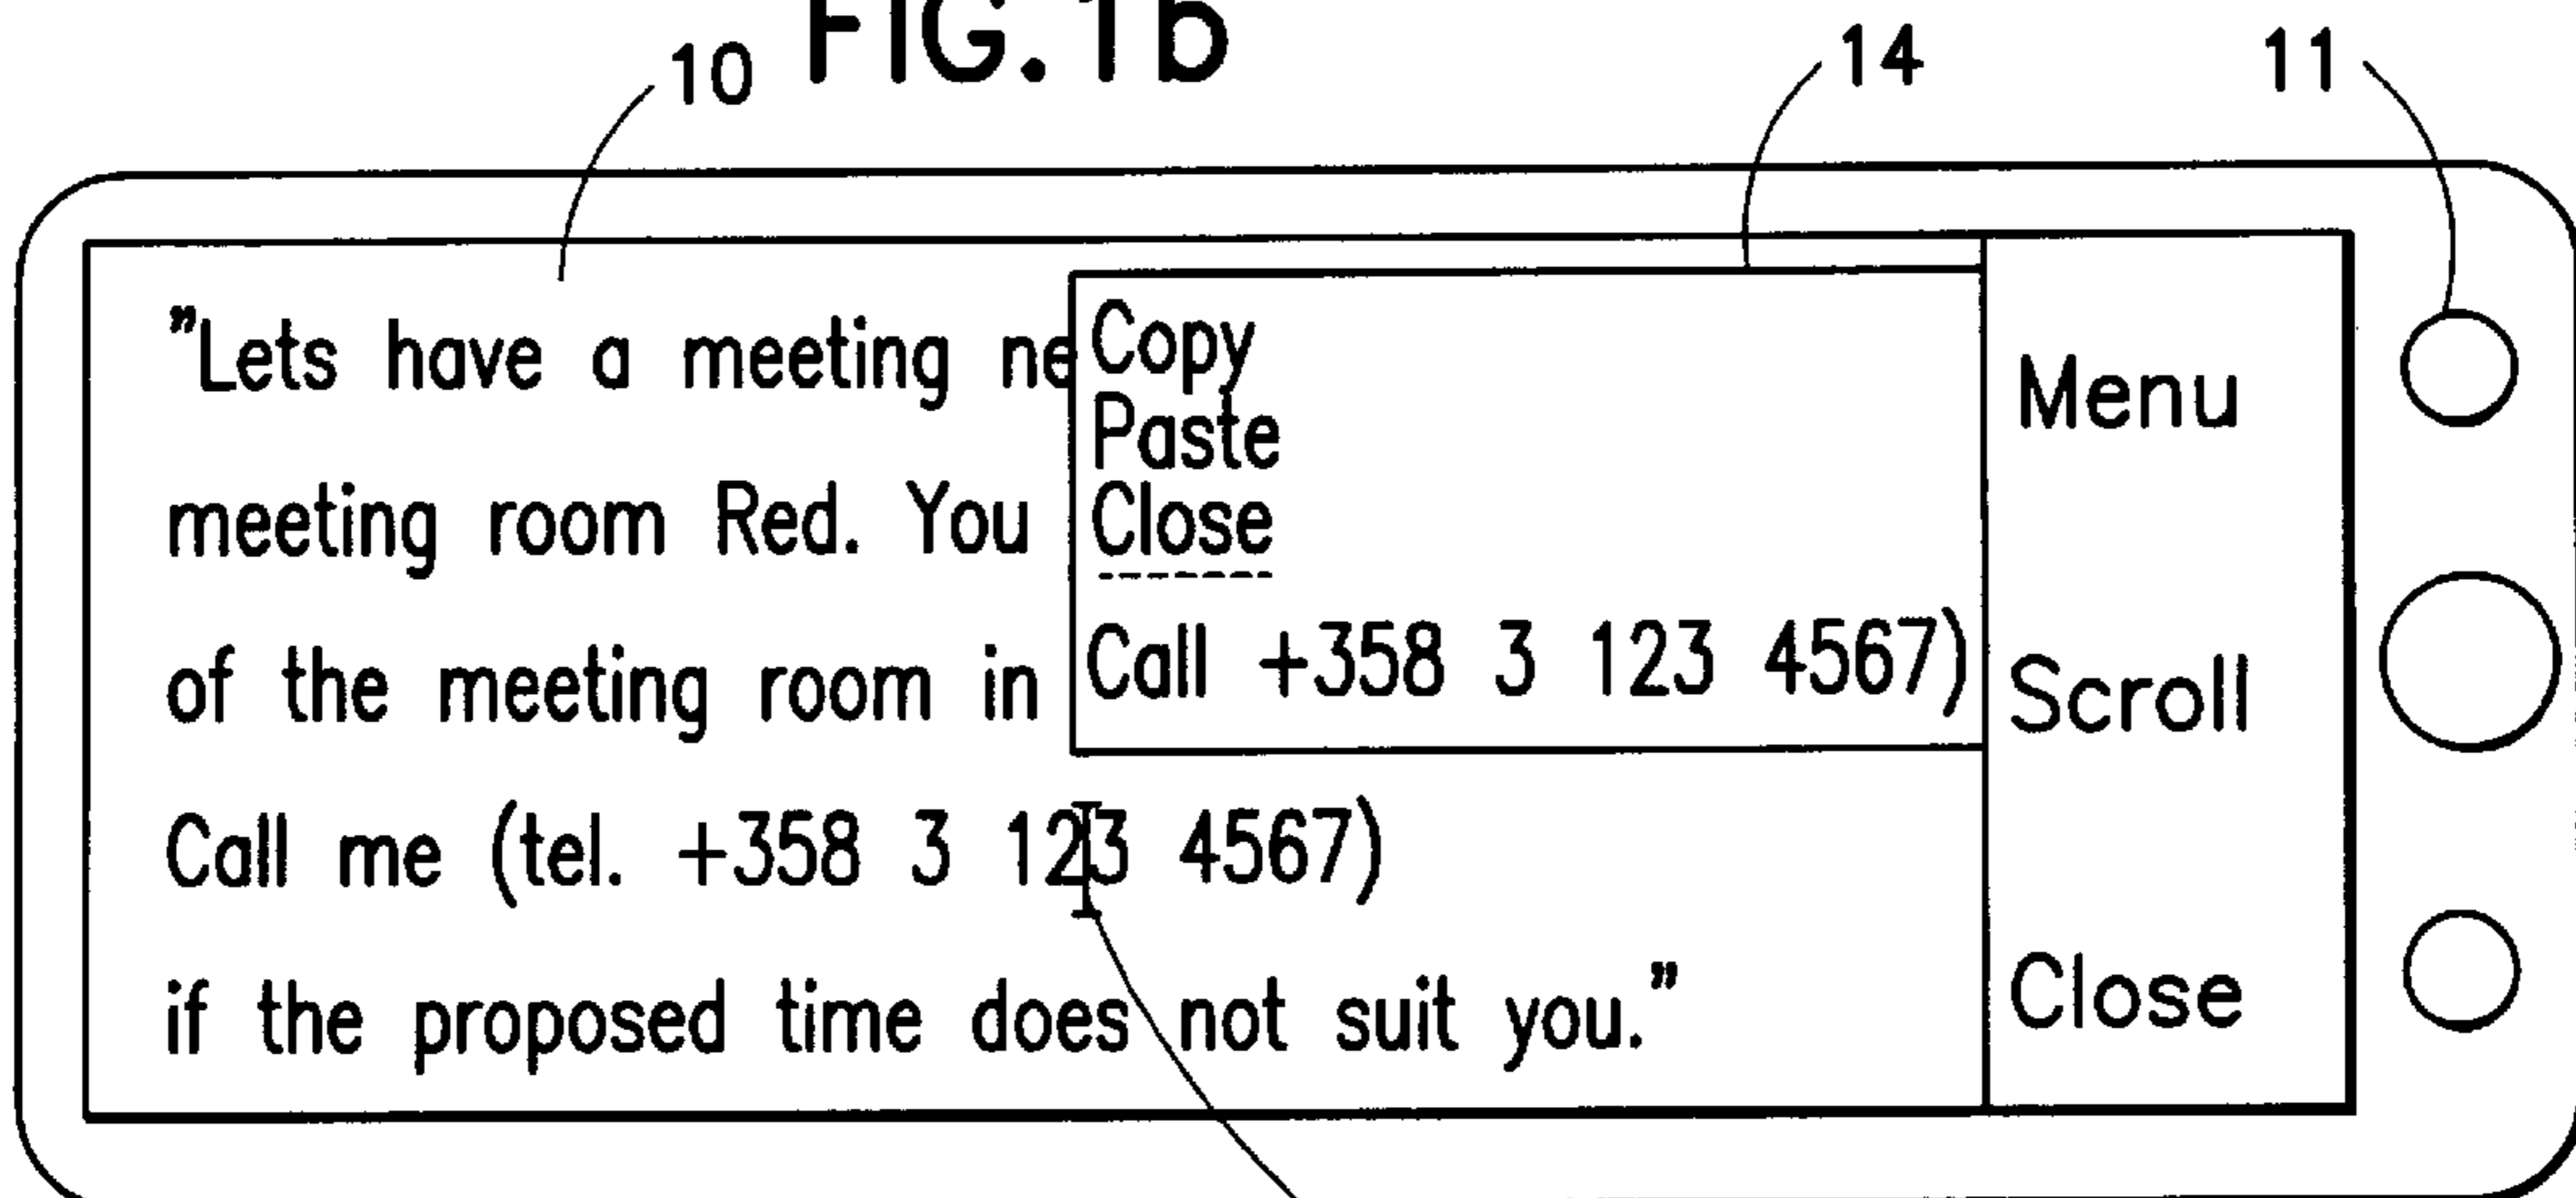 FIG.1b
10
14
11
"Lets have a meeting ne
meeting room Red. You
of the meeting room in
Call me (tel. +358 3 123 4567)
if the proposed time does not suit you."
Copy
Paste
Close
-------
Call +358 3 123 4567)
Menu
Scroll
Close